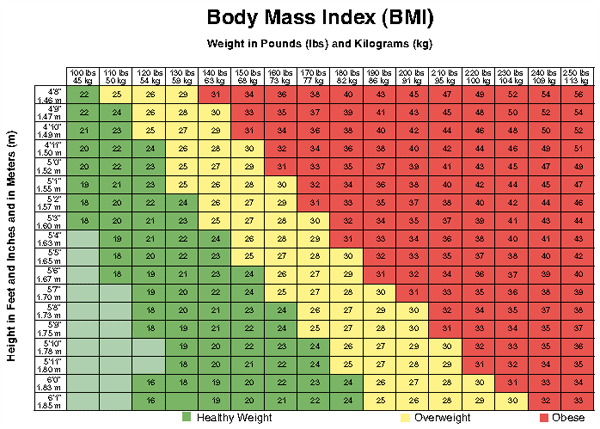 Body Mass Index (BMI)
Weight in Pounds (lbs) and Kilograms (kg)
100 lbs 110 lbs 120 lbs 130 lbs 140 lbs 150 lbs 160 lbs 170 lbs 180 lbs 190 lbs 200 lbs 210 lbs 220 lbs 230 lbs 240 lbs 250 lbs
45 kg 50 kg 54 kg 59 kg 63 kg 68 kg 73 kg 77 kg 82 kg 86 kg 91 kg 95 kg 100 kg 104 kg 109 kg 113 kg
Height in Feet and Inches and in Meters (m)
4'8"
1.46 m
22 25 26 29 31 34 36 38 40 43 45 47 49 52 54 56
4'9"
1.47 m
22 24 26 28 30 33 35 37 43 45 48 50 52 54
4'10"
1.49 m
21 23 25 27 29 31 34 36 38 40 42 44 46 48 50 52
4'11"
1.50 m
20 22 24 26 28 30 32 34 36 38 40 43 45 47 49 51
5'0"
1.52 m
20 22 23 25 27 29 31 33 35 37 39 41 43 45 47 49
5'1"
1.55 m
19 21 23 25 26 28 30 32 34 36 38 40 42 44 46 47
5'2"
1.57 m
18 20 22 24 26 27 29 31 33 35 37 38 40 42 44 46
5'3"
1.60 m
18 20 21 23 25 27 28 30 32 34 36 37 39 41 43 44
5'4"
1.63 m
19 21 22 24 26 28 29 31 33 34 36 38 40 41 43
5'5"
1.65 m
18 20 22 23 25 27 28 30 32 33 35 37 38 40 42
5'6"
1.67 m
18 19 21 23 24 26 27 29 31 32 34 36 37 39 40
5'7"
1.70 m
19 20 22 24 25 27 28 30 31 33 35 36 38 39
5'8"
1.73 m
18 20 21 23 24 26 27 29 30 32 34 35 37 38
5'9"
1.75 m
18 19 21 22 24 25 27 28 30 31 33 34 36 37
5'10"
1.78 m
19 20 22 23 24 26 27 29 30 32 33 35 36
5'11"
1.80 m
18 20 21 22 24 25 27 28 29 31 32 34 35
6'0"
1.83 m
16 18 19 20 22 23 24 26 27 28 30 31 33 34
6'1"
1.85 m
16 19 20 21 24 26 29 30 32 33
Healthy Weight Overweight Obese